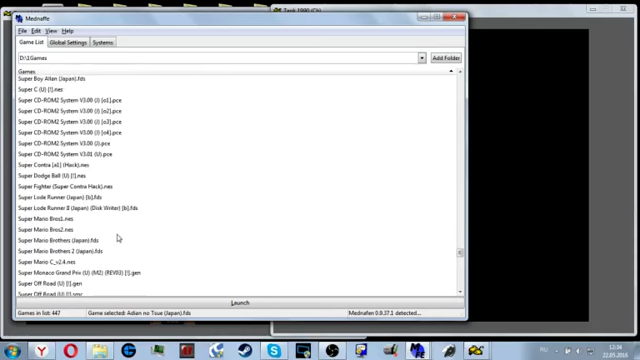 Mednaffe
Tank 1990 (Ch)
File Edit View Help
Game List Global Settings Systems
D:\1Games Add Folder
Games
Super Boy Allan (Japan).fds
Super C (U) [!].nes
Super CD-ROM2 System V3.00 (J) [o1].pce
Super CD-ROM2 System V3.00 (J) [o2].pce
Super CD-ROM2 System V3.00 (J) [o3].pce
Super CD-ROM2 System V3.00 (J) [o4].pce
Super CD-ROM2 System V3.00 (J).pce
Super CD-ROM2 System V3.01 (U).pce
Super Contra [a1] (Hack).nes
Super Dodge Ball (U) [!].nes
Super Fighter (Super Contra Hack).nes
Super Lode Runner (Japan) [b].fds
Super Lode Runner II (Japan) (Disk Writer) [b].fds
Super Mario Bros1.nes
Super Mario Bros2.nes
Super Mario Brothers (Japan).fds
Super Mario Brothers 2 (Japan).fds
Super Mario C_v2.4.nes
Super Monaco Grand Prix (U) (M2) (REV03) [!].gen
Super Off Road (U) [!].gen
Super Off Road (U) [!].smc
Launch
Games in list: 447 Game selected: Adian no Tsue (Japan).fds Mednafen 0.9.37.1 detected...
RU 12:34
22.05.2015